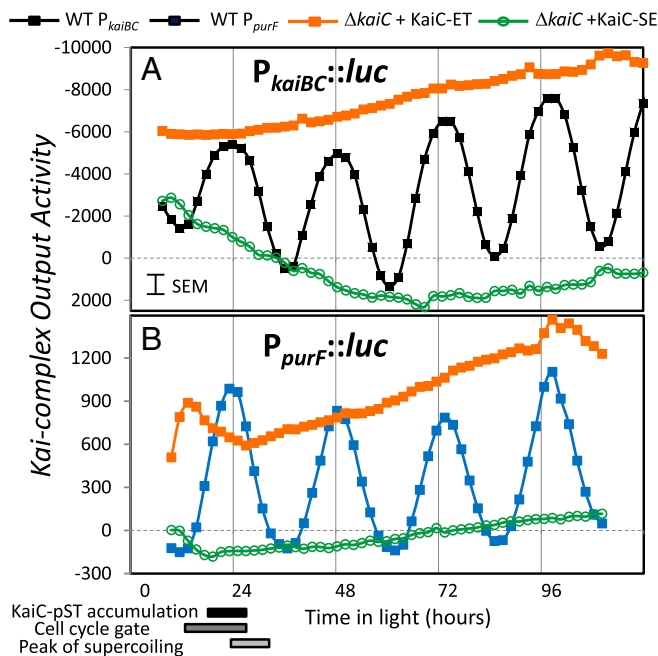 WT PkaiBC WT PpurF ΔkaiC + KaiC-ET ΔkaiC +KaiC-SE
Kai-complex Output Activity
A
PkaiBC::luc
-10000
-8000
-6000
-4000
-2000
0
2000
SEM
B
PpurF::luc
1200
900
600
300
0
-300
0 24 48 72 96
Time in light (hours)
KaiC-pST accumulation
Cell cycle gate
Peak of supercoiling